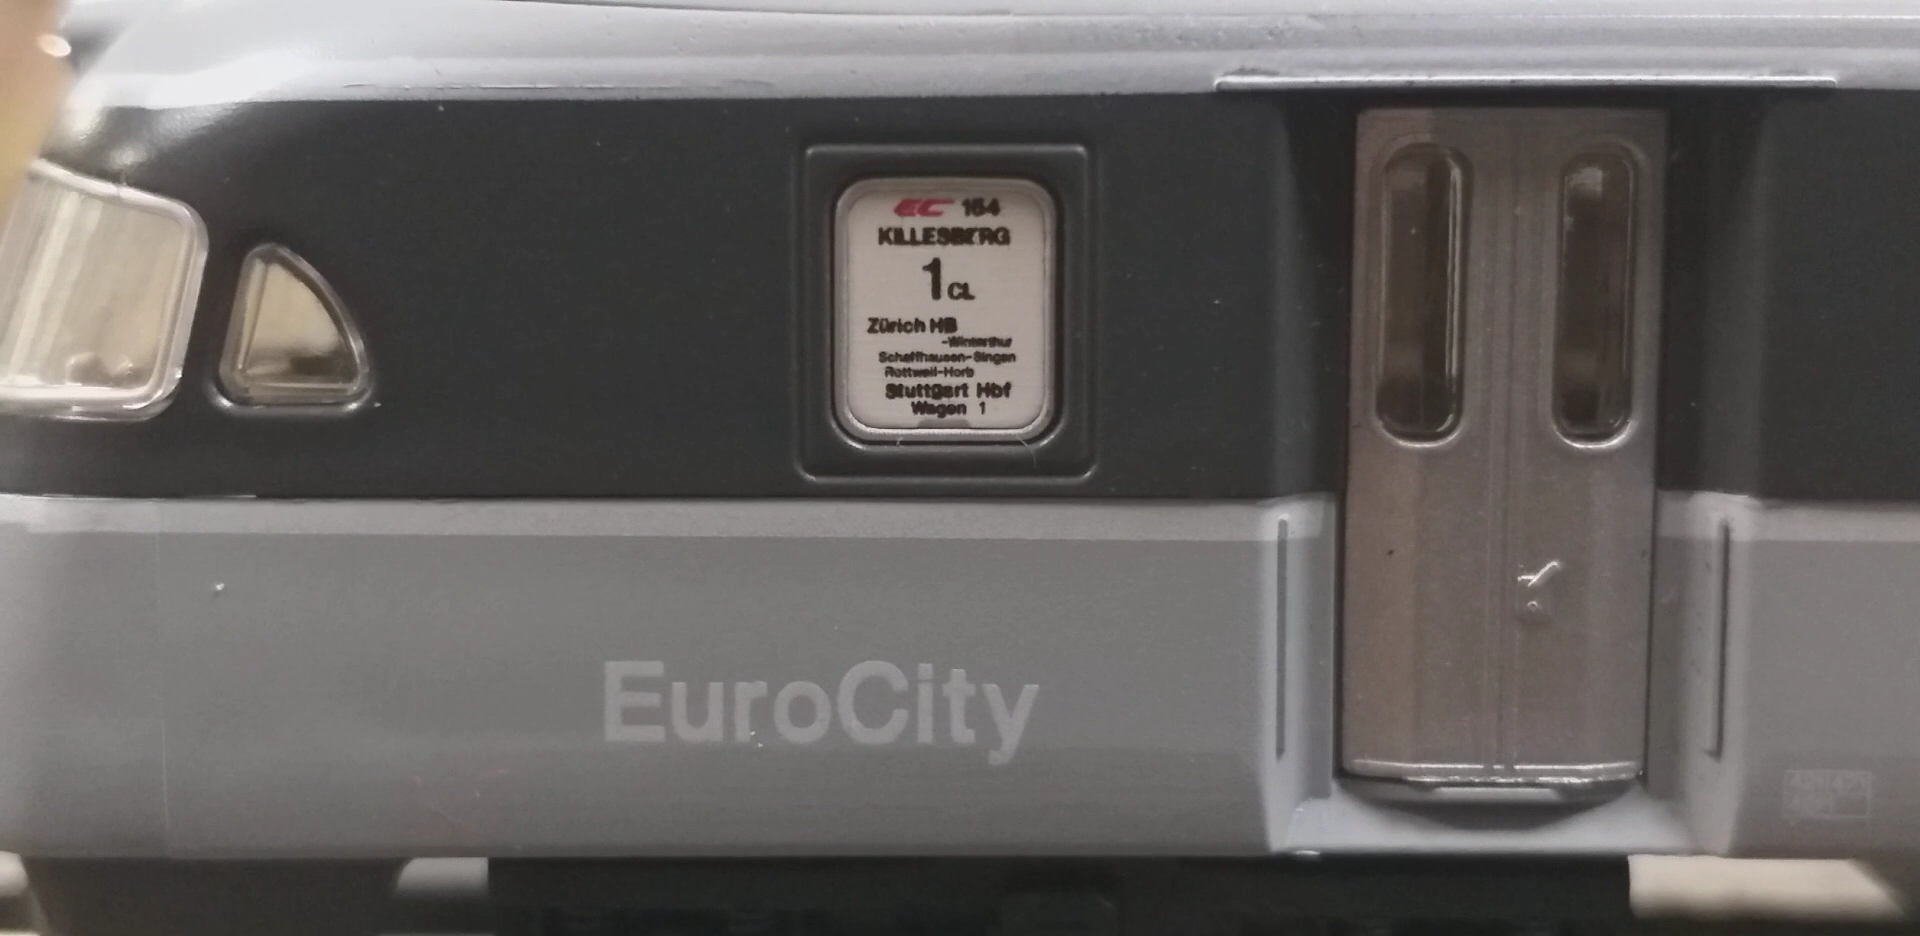 EC 164
KILLESBERG
1 CL
Zürich HB
-Winterthur
Schaffhausen-Singen
Rottweil-Horb
Stuttgart Hbf
Wagen 1
EuroCity